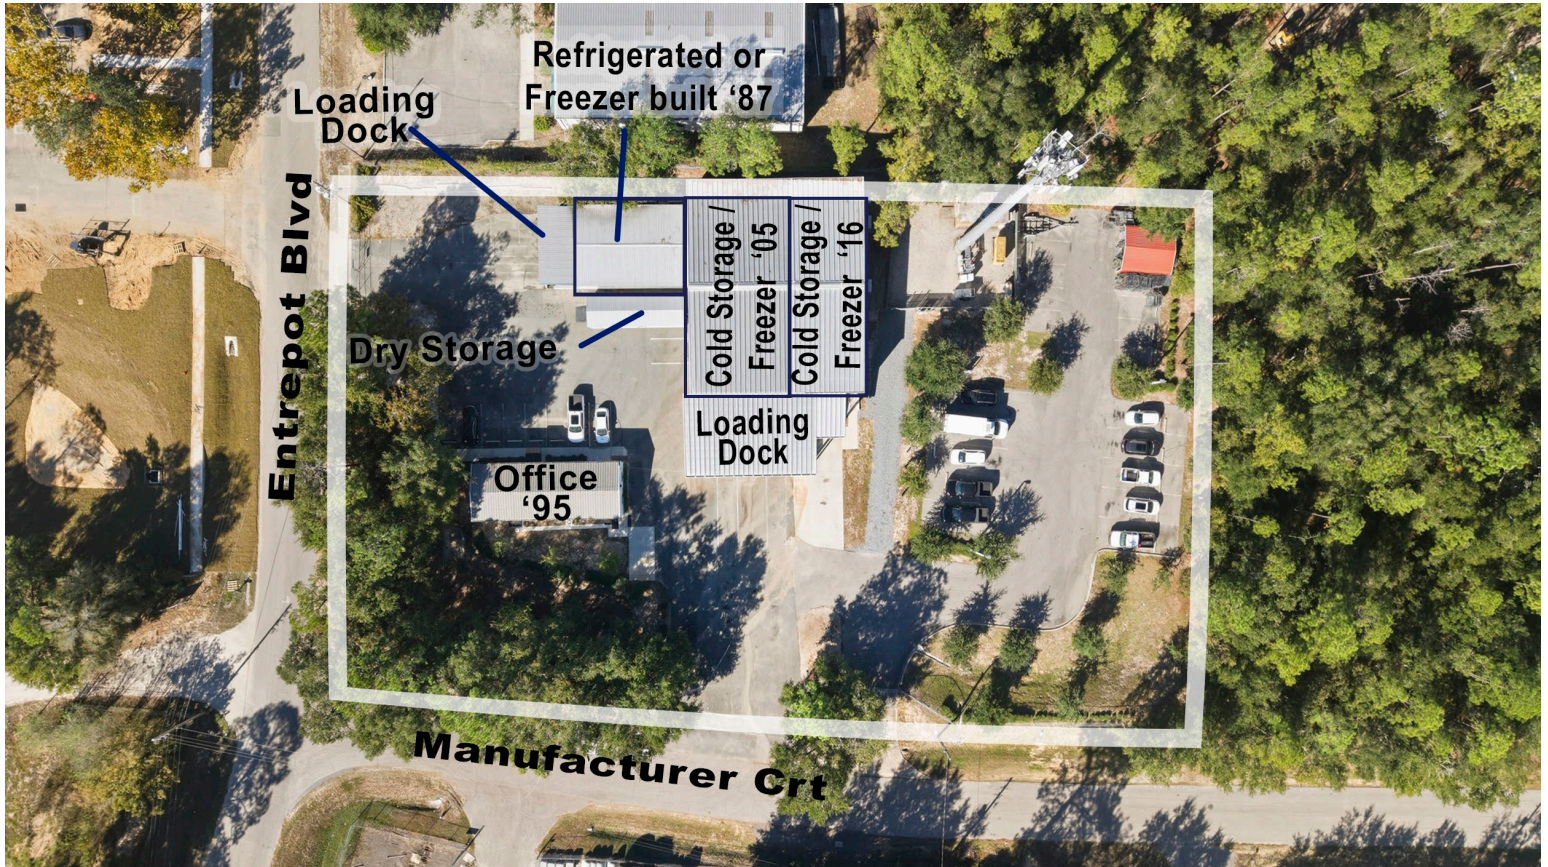 Refrigerated or
Freezer built ‘87
Loading
Dock
Entrepot Blvd
Cold Storage /
Freezer ‘05
Cold Storage /
Freezer ‘16
Dry Storage
Loading
Dock
Office
‘95
Manufacturer Crt